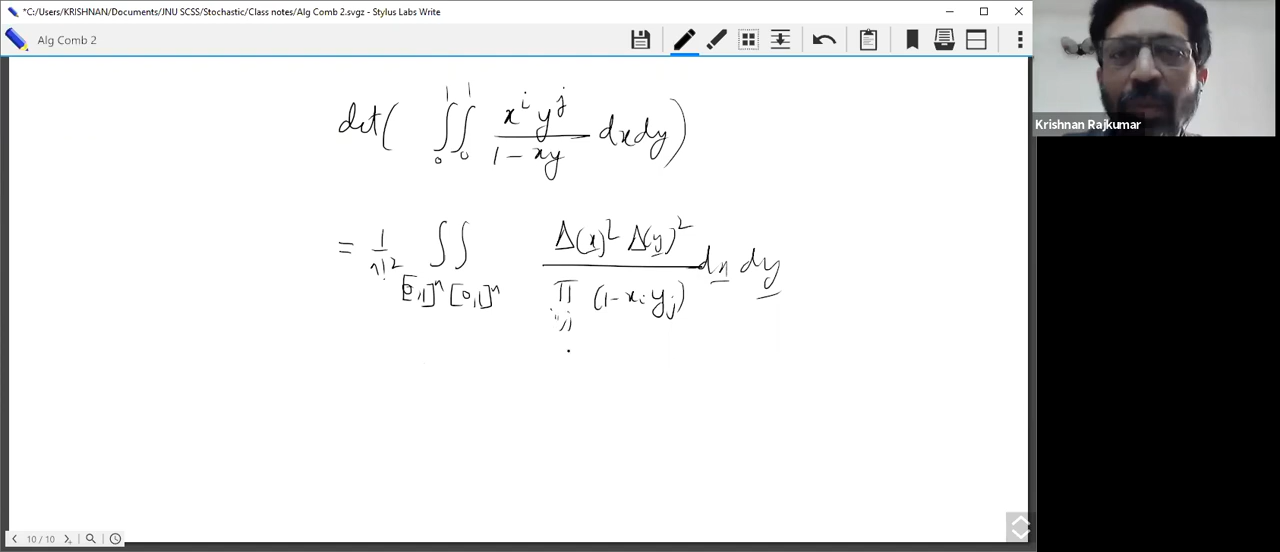 *C:/Users/KRISHNAN/Documents/JNU SCSS/Stochastic/Class notes/Alg Comb 2.svgz - Stylus Labs Write
Alg Comb 2
Krishnan Rajkumar
det( ∫₀¹ ∫₀¹ xⁱ yʲ / (1 - xy) dx dy )
= 1/n!² ∫∫_{[0,1]ⁿ [0,1]ⁿ} Δ(x)² Δ(y)² / ∏_{i,j} (1 - xᵢ yⱼ) dx dy
10 / 10